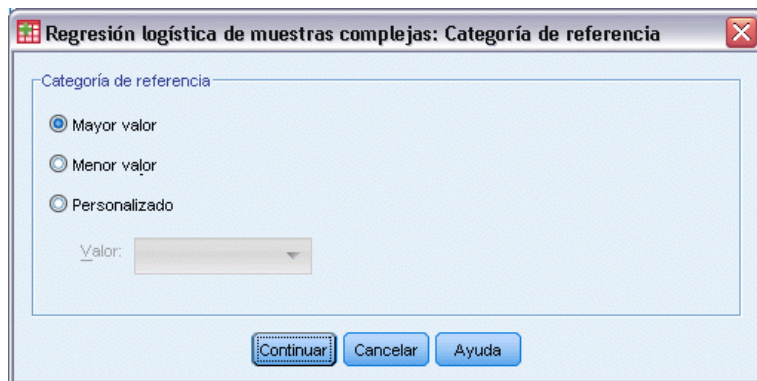 Regresión logística de muestras complejas: Categoría de referencia
Categoría de referencia
Mayor valor
Menor valor
Personalizado
Valor:
Continuar Cancelar Ayuda